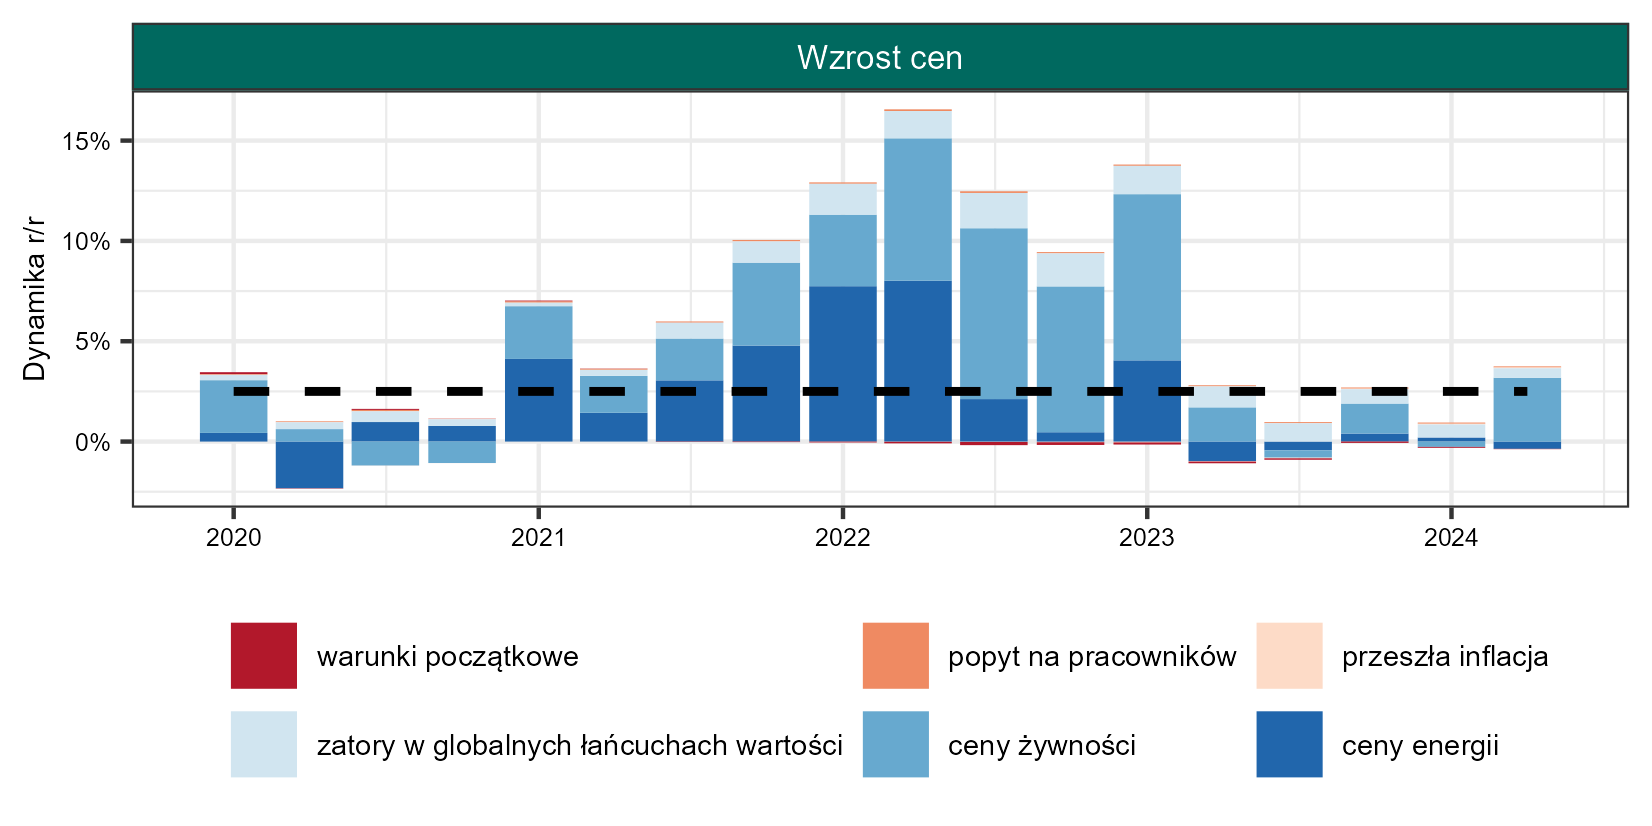 Wzrost cen
Dynamika r/r
15%
10%
5%
0%
2020 2021 2022 2023 2024
warunki początkowe popyt na pracowników przeszła inflacja
zatory w globalnych łańcuchach wartości ceny żywności ceny energii